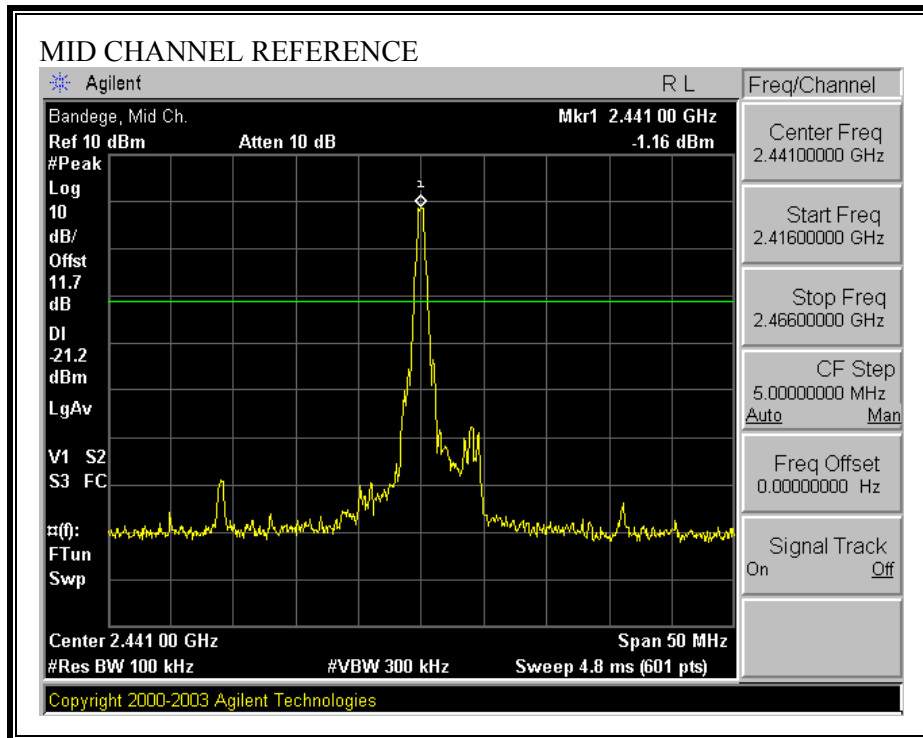 MID CHANNEL REFERENCE
Agilent R L Freq/Channel
Bandege, Mid Ch. Mkr1 2.441 00 GHz
Ref 10 dBm Atten 10 dB -1.16 dBm
#Peak
Log
10
dB/
Offst
11.7
dB
DI
-21.2
dBm
LgAv
V1 S2
S3 FC
¤(f):
FTun
Swp
1
Center 2.441 00 GHz Span 50 MHz
#Res BW 100 kHz #VBW 300 kHz Sweep 4.8 ms (601 pts)
Center Freq
2.44100000 GHz
Start Freq
2.41600000 GHz
Stop Freq
2.46600000 GHz
CF Step
5.00000000 MHz
Auto Man
Freq Offset
0.00000000 Hz
Signal Track
On Off
Copyright 2000-2003 Agilent Technologies